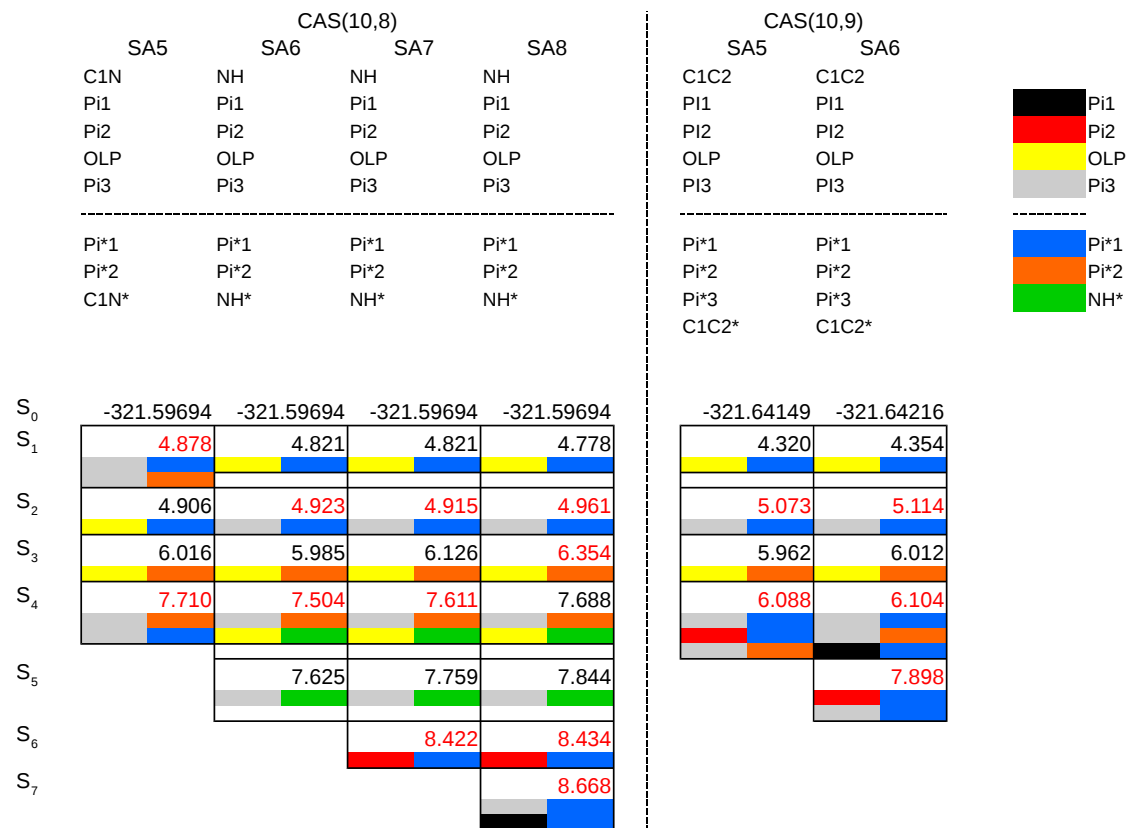 CAS(10,8) CAS(10,9)
SA5 SA6 SA7 SA8 SA5 SA6
C1N NH NH NH C1C2 C1C2
Pi1 Pi1 Pi1 Pi1 PI1 PI1 Pi1
Pi2 Pi2 Pi2 Pi2 PI2 PI2 Pi2
OLP OLP OLP OLP OLP OLP OLP
Pi3 Pi3 Pi3 Pi3 PI3 PI3 Pi3
Pi*1 Pi*1 Pi*1 Pi*1 Pi*1 Pi*1 Pi*1
Pi*2 Pi*2 Pi*2 Pi*2 Pi*2 Pi*2 Pi*2
C1N* NH* NH* NH* Pi*3 Pi*3 NH*
C1C2* C1C2*
S0 -321.59694 -321.59694 -321.59694 -321.59694 -321.64149 -321.64216
S1 4.878 4.821 4.821 4.778 4.320 4.354
S2 4.906 4.923 4.915 4.961 5.073 5.114
S3 6.016 5.985 6.126 6.354 5.962 6.012
S4 7.710 7.504 7.611 7.688 6.088 6.104
S5 7.625 7.759 7.844 7.898
S6 8.422 8.434
S7 8.668